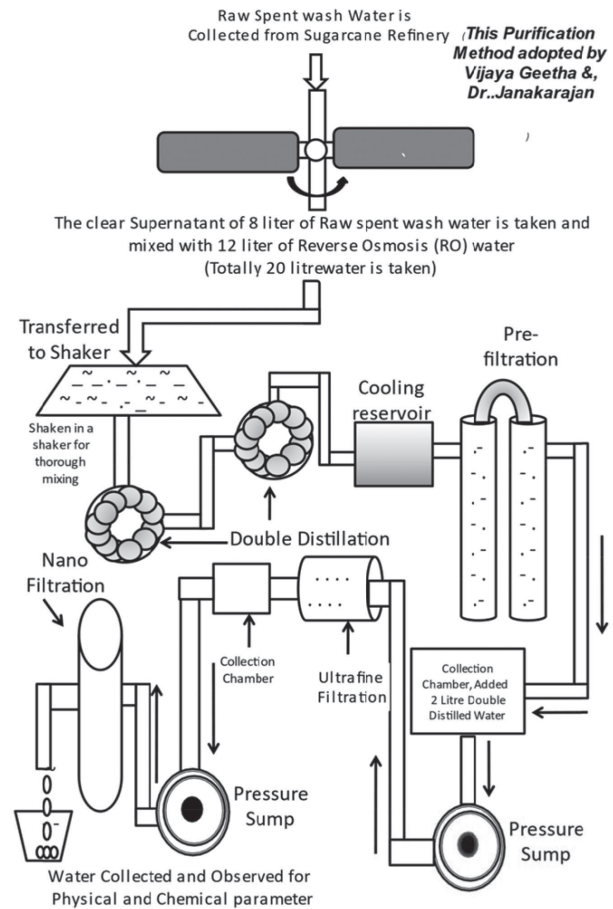 Raw Spent wash Water is
Collected from Sugarcane Refinery
(This Purification
Method adopted by
Vijaya Geetha &,
Dr..Janakarajan
)
The clear Supernatant of 8 liter of Raw spent wash water is taken and
mixed with 12 liter of Reverse Osmosis (RO) water
(Totally 20 litrewater is taken)
Transferred
to Shaker
Shaken in a
shaker for
thorough
mixing
Cooling
reservoir
Pre-
filtration
Double Distillation
Nano
Filtration
Collection
Chamber
Ultrafine
Filtration
Collection
Chamber, Added
2 Litre Double
Distilled Water
Pressure
Sump
Pressure
Sump
Water Collected and Observed for
Physical and Chemical parameter